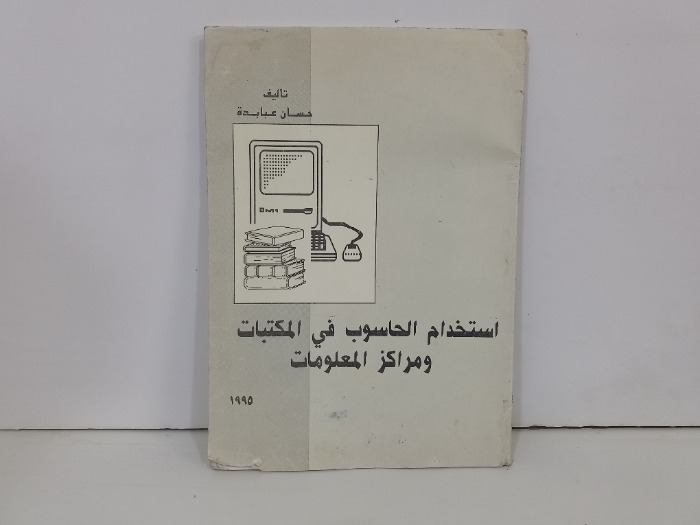 تأليف
حسان عبابدة
استخدام الحاسوب في المكتبات
ومراكز المعلومات
١٩٩٥